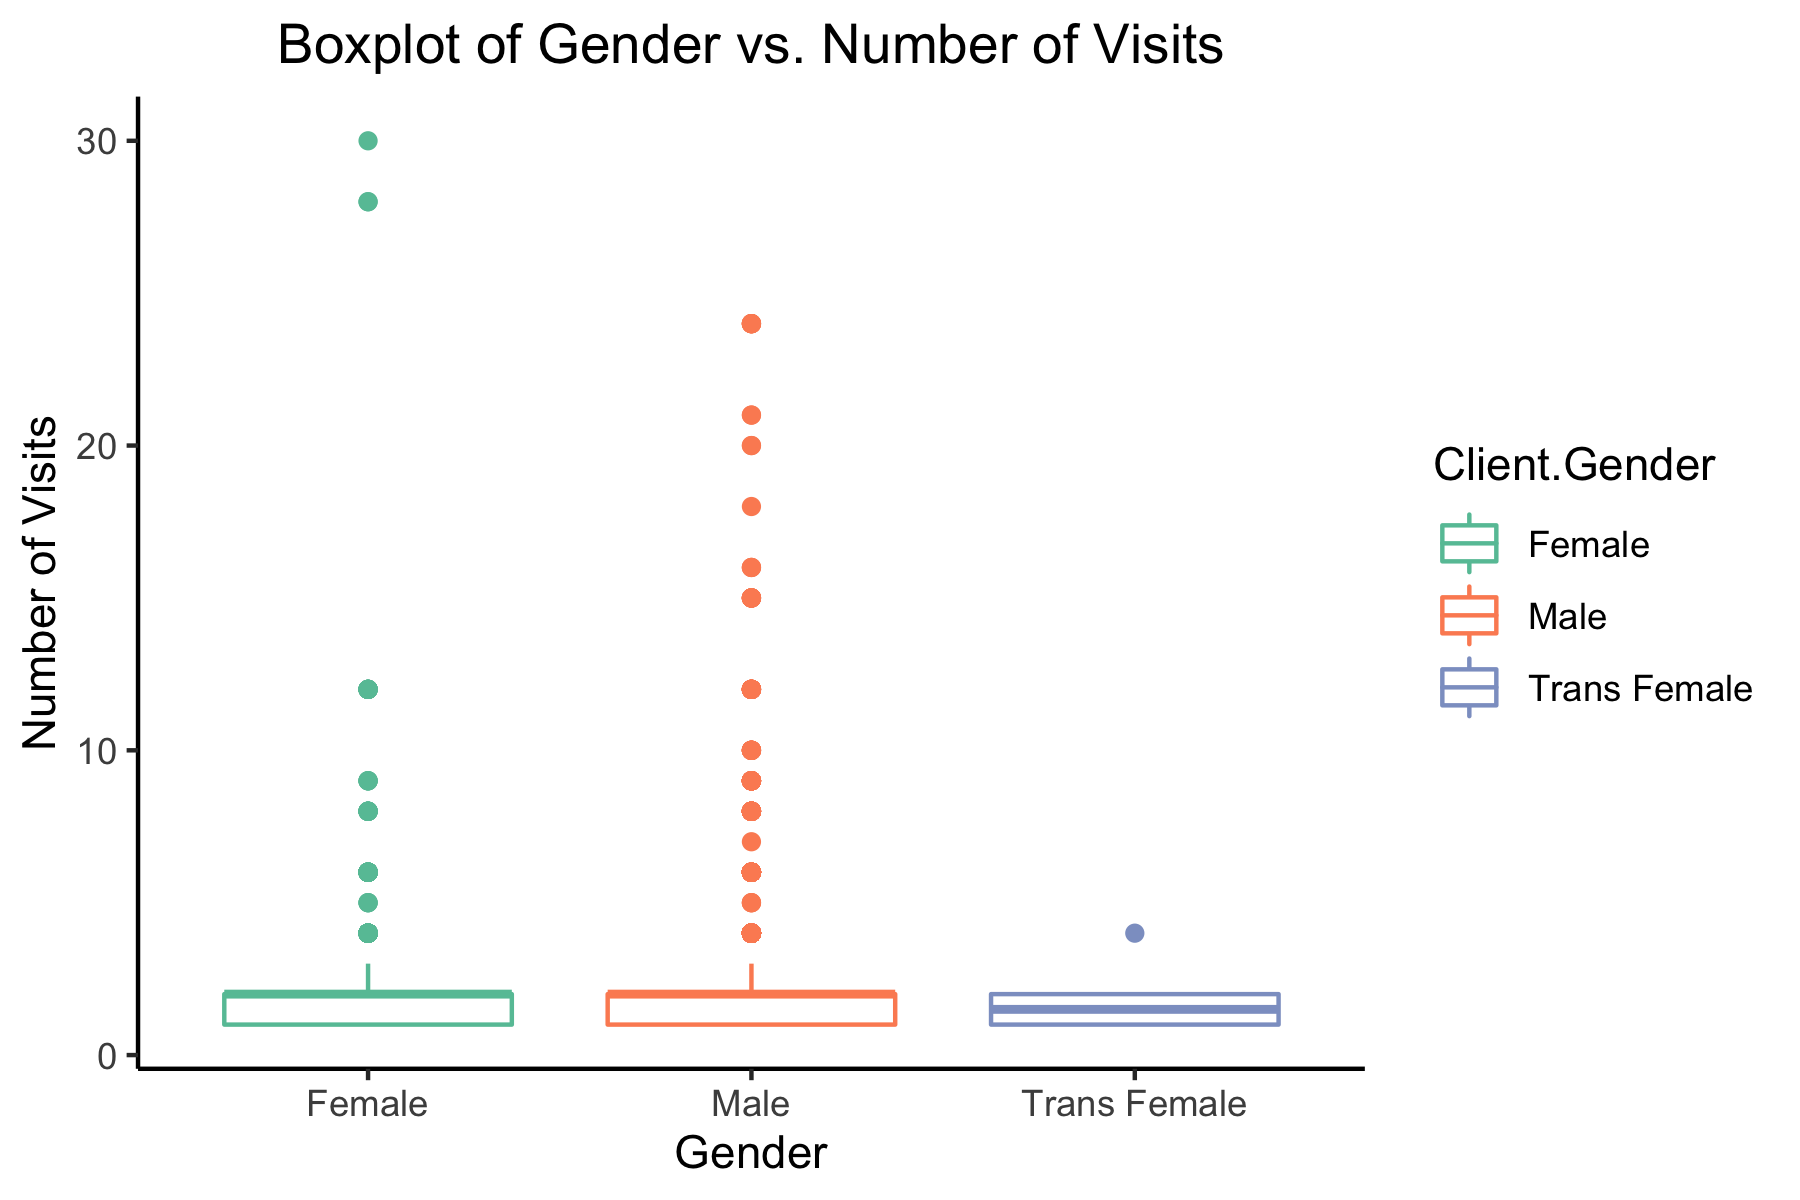 Boxplot of Gender vs. Number of Visits
30
20
10
0
Number of Visits
Female
Male
Trans Female
Gender
Client.Gender
Female
Male
Trans Female